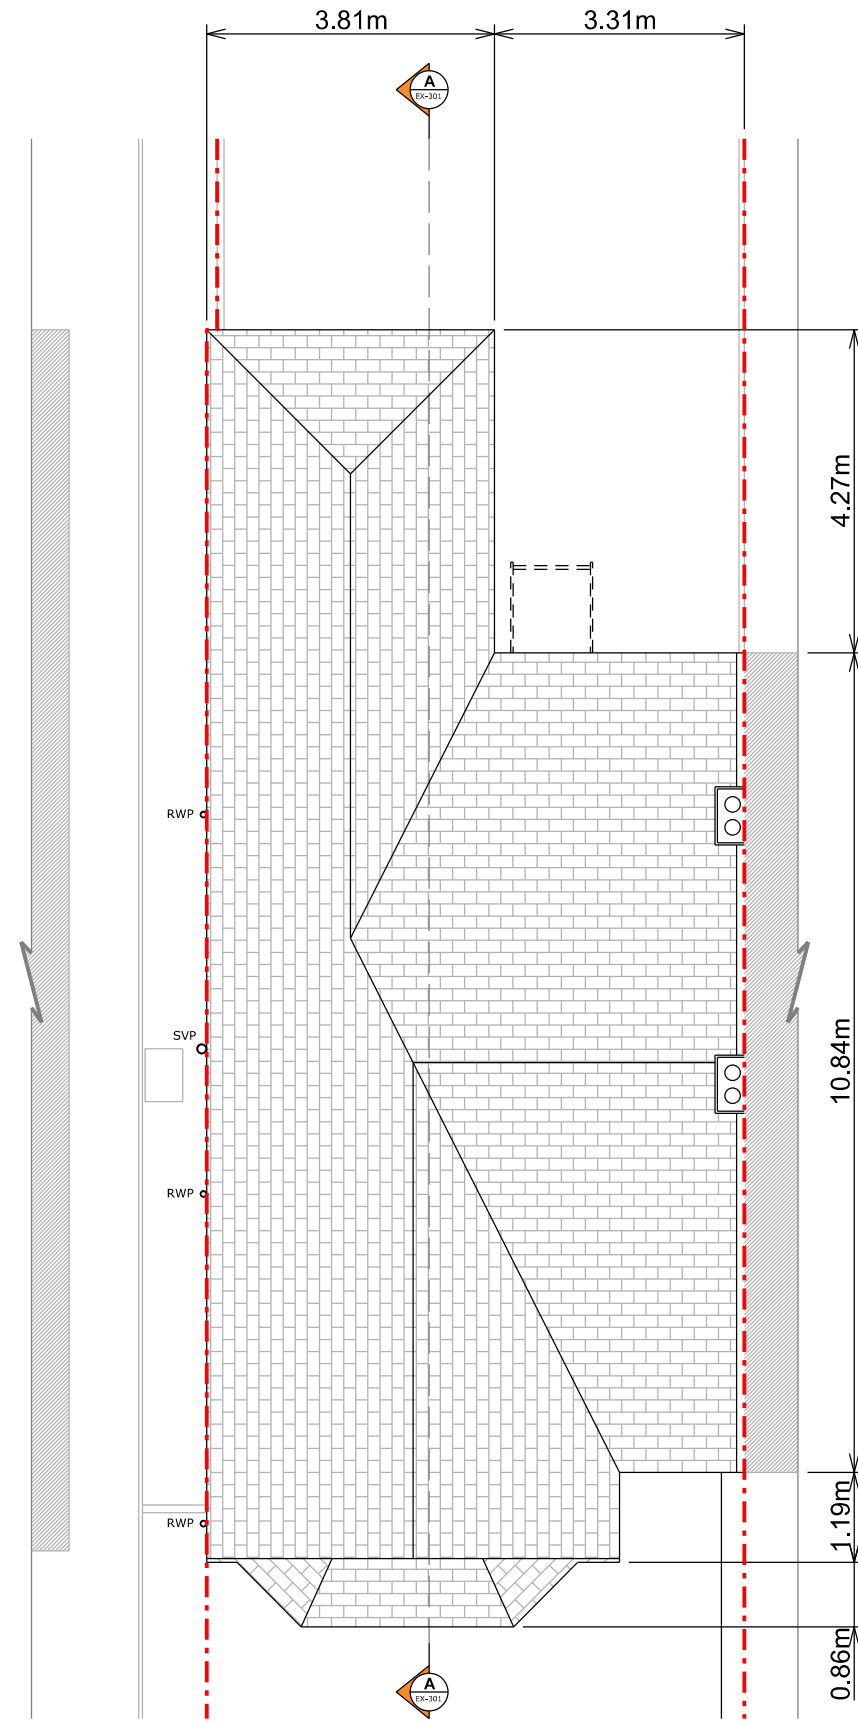 3.81m
3.31m
A
EX-301
4.27m
RWP
SVP
10.84m
RWP
1.19m
RWP
0.86m
A
EX-301